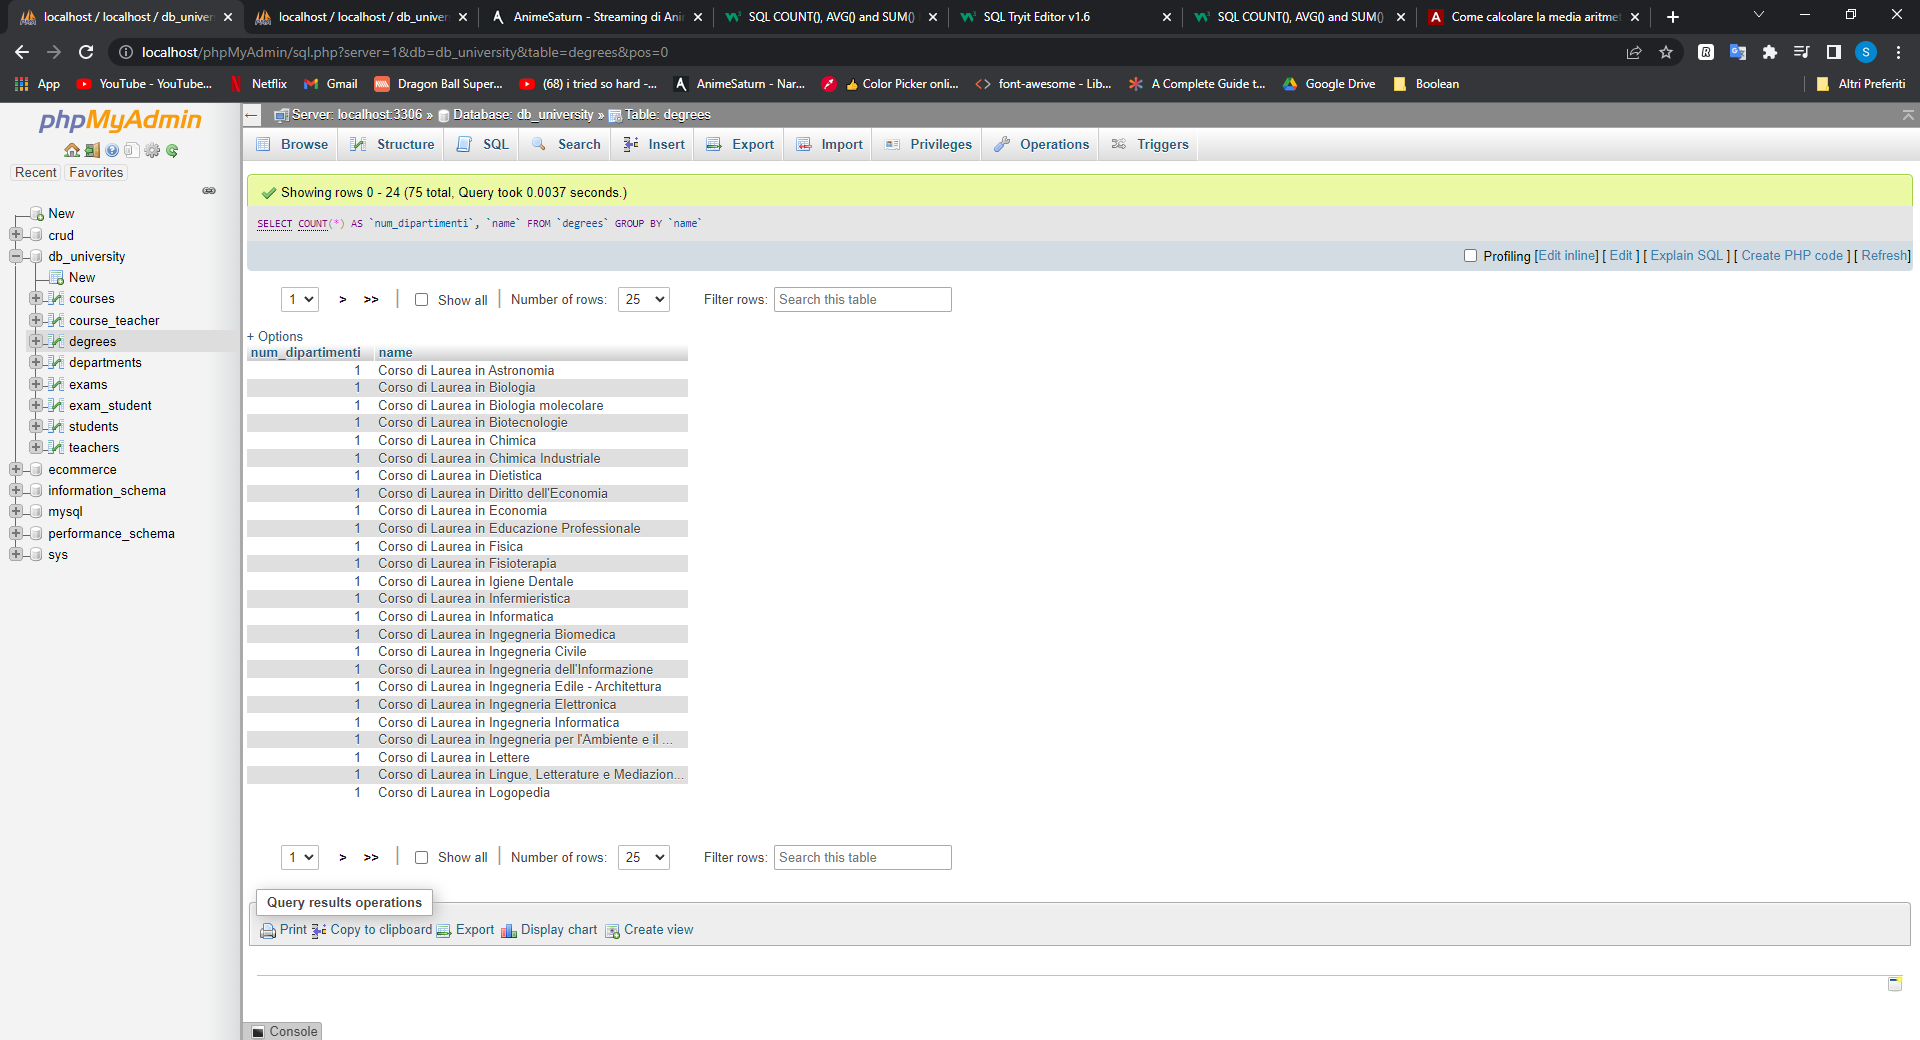 localhost / localhost / db_univer
localhost / localhost / db_univer
AnimeSaturn - Streaming di Ani
SQL COUNT(), AVG() and SUM()
SQL Tryit Editor v1.6
SQL COUNT(), AVG() and SUM()
Come calcolare la media aritme
localhost/phpMyAdmin/sql.php?server=1&db=db_university&table=degrees&pos=0
App
YouTube - YouTube...
Netflix
Gmail
Dragon Ball Super...
(68) i tried so hard -...
AnimeSaturn - Nar...
👍 Color Picker onli...
font-awesome - Lib...
A Complete Guide t...
Google Drive
Boolean
Altri Preferiti
phpMyAdmin
Recent Favorites
New
crud
db_university
New
courses
course_teacher
degrees
departments
exams
exam_student
students
teachers
ecommerce
information_schema
mysql
performance_schema
sys
Server: localhost:3306 » Database: db_university » Table: degrees
Browse Structure SQL Search Insert Export Import Privileges Operations Triggers
Showing rows 0 - 24 (75 total, Query took 0.0037 seconds.)
SELECT COUNT(*) AS `num_dipartimenti`, `name` FROM `degrees` GROUP BY `name`
Profiling [Edit inline] [ Edit ] [ Explain SQL ] [ Create PHP code ] [ Refresh]
1 > >> | Show all | Number of rows: 25 Filter rows: Search this table
+ Options
num_dipartimenti name
1 Corso di Laurea in Astronomia
1 Corso di Laurea in Biologia
1 Corso di Laurea in Biologia molecolare
1 Corso di Laurea in Biotecnologie
1 Corso di Laurea in Chimica
1 Corso di Laurea in Chimica Industriale
1 Corso di Laurea in Dietistica
1 Corso di Laurea in Diritto dell'Economia
1 Corso di Laurea in Economia
1 Corso di Laurea in Educazione Professionale
1 Corso di Laurea in Fisica
1 Corso di Laurea in Fisioterapia
1 Corso di Laurea in Igiene Dentale
1 Corso di Laurea in Infermieristica
1 Corso di Laurea in Informatica
1 Corso di Laurea in Ingegneria Biomedica
1 Corso di Laurea in Ingegneria Civile
1 Corso di Laurea in Ingegneria dell'Informazione
1 Corso di Laurea in Ingegneria Edile - Architettura
1 Corso di Laurea in Ingegneria Elettronica
1 Corso di Laurea in Ingegneria Informatica
1 Corso di Laurea in Ingegneria per l'Ambiente e il ...
1 Corso di Laurea in Lettere
1 Corso di Laurea in Lingue, Letterature e Mediazion...
1 Corso di Laurea in Logopedia
1 > >> | Show all | Number of rows: 25 Filter rows: Search this table
Query results operations
Print Copy to clipboard Export Display chart Create view
Console